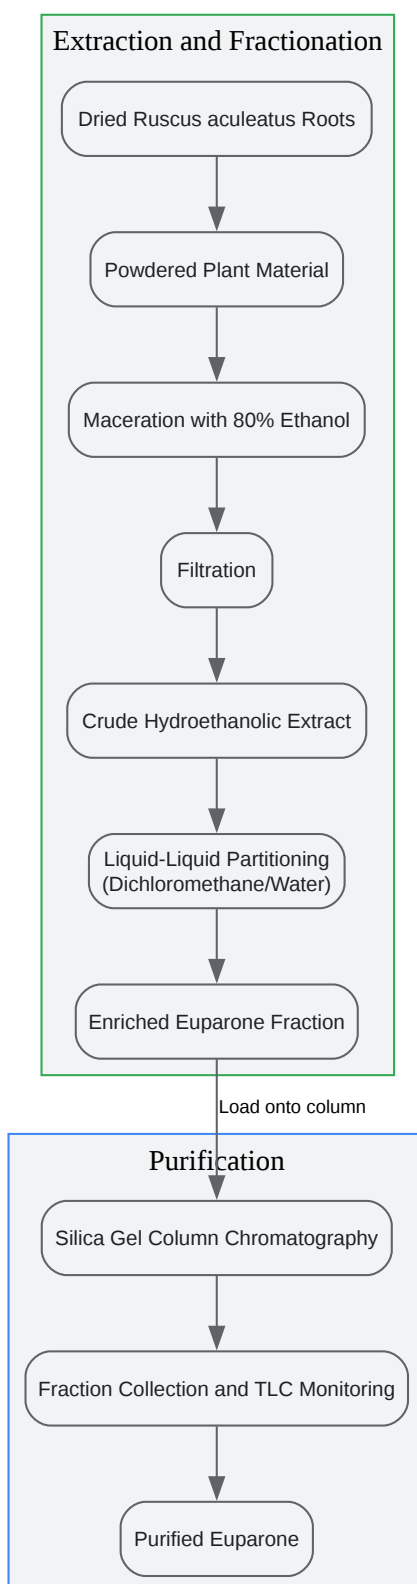 Extraction and Fractionation
Dried Ruscus aculeatus Roots
Powdered Plant Material
Maceration with 80% Ethanol
Filtration
Crude Hydroethanolic Extract
Liquid-Liquid Partitioning
(Dichloromethane/Water)
Enriched Euparone Fraction
Load onto column
Purification
Silica Gel Column Chromatography
Fraction Collection and TLC Monitoring
Purified Euparone